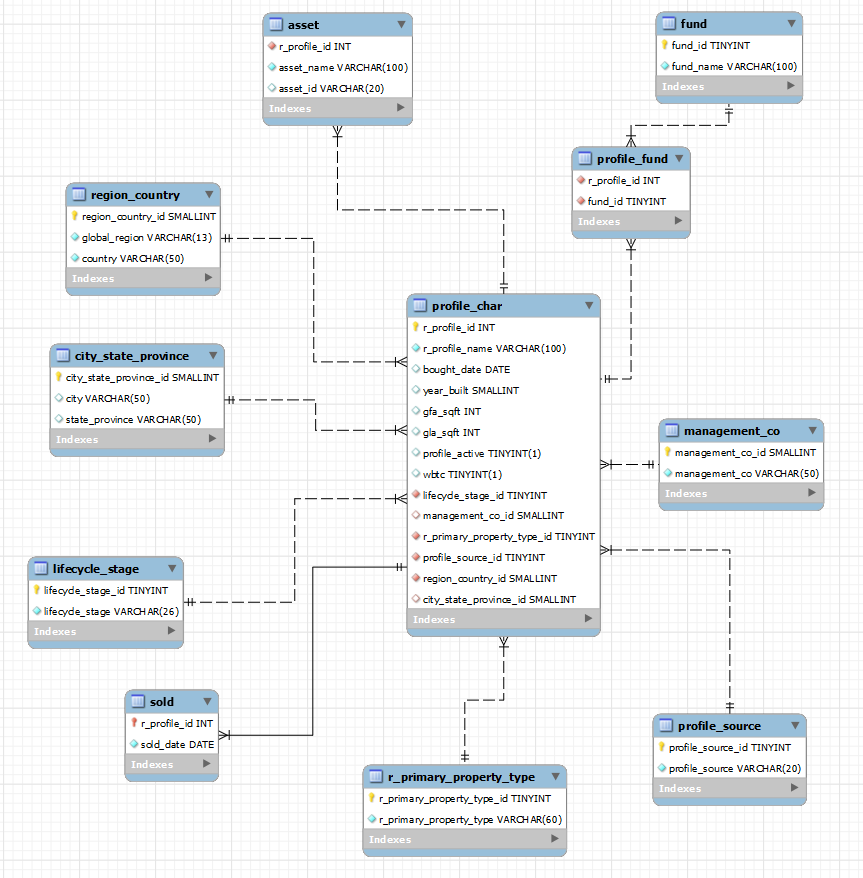 asset
r_profile_id INT
asset_name VARCHAR(100)
asset_id VARCHAR(20)
Indexes
fund
fund_id TINYINT
fund_name VARCHAR(100)
Indexes
profile_fund
r_profile_id INT
fund_id TINYINT
Indexes
region_country
region_country_id SMALLINT
global_region VARCHAR(13)
country VARCHAR(50)
Indexes
profile_char
r_profile_id INT
r_profile_name VARCHAR(100)
bought_date DATE
year_built SMALLINT
gfa_sqft INT
gla_sqft INT
profile_active TINYINT(1)
wbtc TINYINT(1)
lifecycle_stage_id TINYINT
management_co_id SMALLINT
r_primary_property_type_id TINYINT
profile_source_id TINYINT
region_country_id SMALLINT
city_state_province_id SMALLINT
Indexes
city_state_province
city_state_province_id SMALLINT
city VARCHAR(50)
state_province VARCHAR(50)
Indexes
management_co
management_co_id SMALLINT
management_co VARCHAR(50)
Indexes
lifecycle_stage
lifecycle_stage_id TINYINT
lifecycle_stage VARCHAR(26)
Indexes
sold
r_profile_id INT
sold_date DATE
Indexes
r_primary_property_type
r_primary_property_type_id TINYINT
r_primary_property_type VARCHAR(60)
Indexes
profile_source
profile_source_id TINYINT
profile_source VARCHAR(20)
Indexes